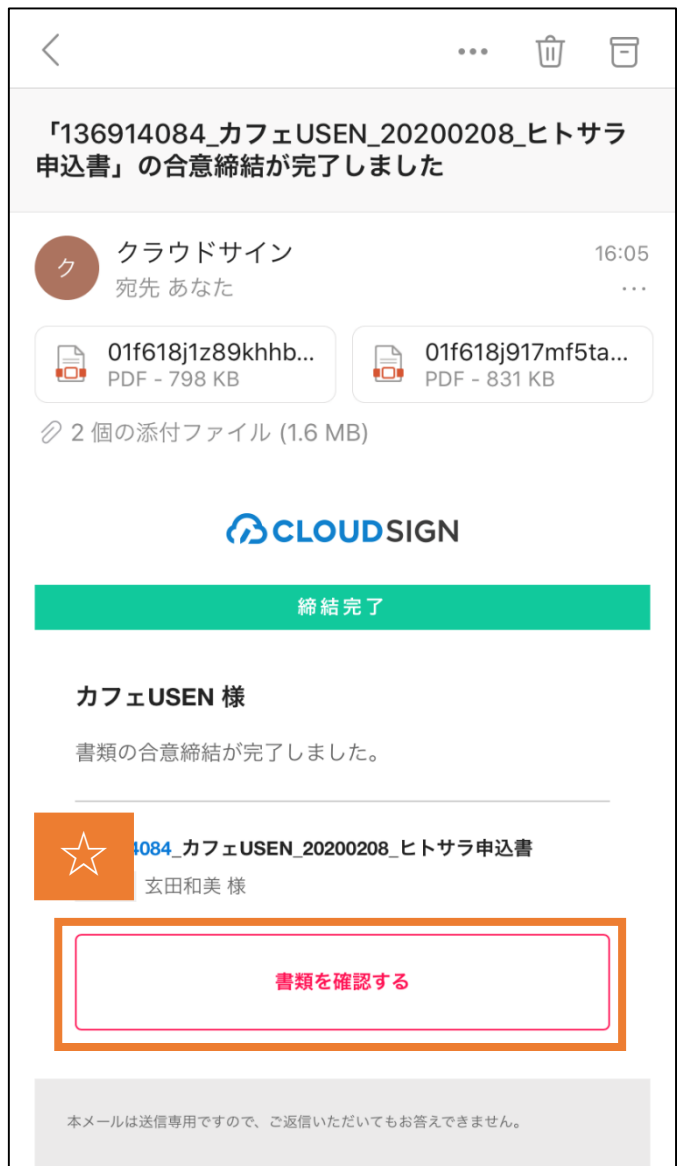 「136914084_カフェUSEN_20200208_ヒトサラ
申込書」の合意締結が完了しました
ク
クラウドサイン
16:05
宛先 あなた
01f618j1z89khhb...
PDF - 798 KB
01f618j917mf5ta...
PDF - 831 KB
2 個の添付ファイル (1.6 MB)
CLOUDSIGN
締結完了
カフェUSEN 様
書類の合意締結が完了しました。
☆
4084_カフェUSEN_20200208_ヒトサラ申込書
玄田和美 様
書類を確認する
本メールは送信専用ですので、ご返信いただいてもお答えできません。